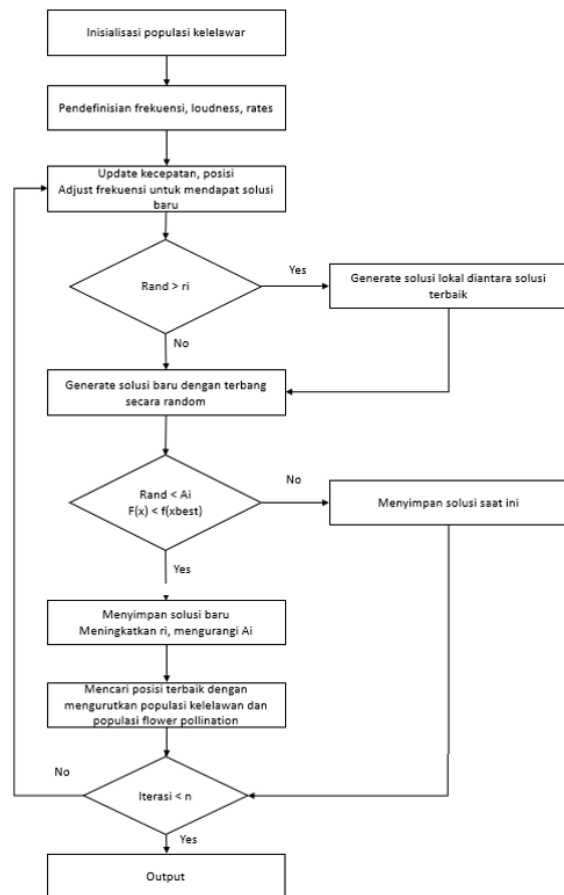 Inisialisasi populasi kelelawar
Pendefinisian frekuensi, loudness, rates
Update kecepatan, posisi
Adjust frekuensi untuk mendapat solusi
baru
Rand > ri
Yes
Generate solusi lokal diantara solusi
terbaik
No
Generate solusi baru dengan terbang
secara random
Rand < Ai
F(x) < f(xbest)
No
Menyimpan solusi saat ini
Yes
Menyimpan solusi baru
Meningkatkan ri, mengurangi Ai
Mencari posisi terbaik dengan
mengurutkan populasi kelelawan dan
populasi flower pollination
No
Iterasi < n
Yes
Output